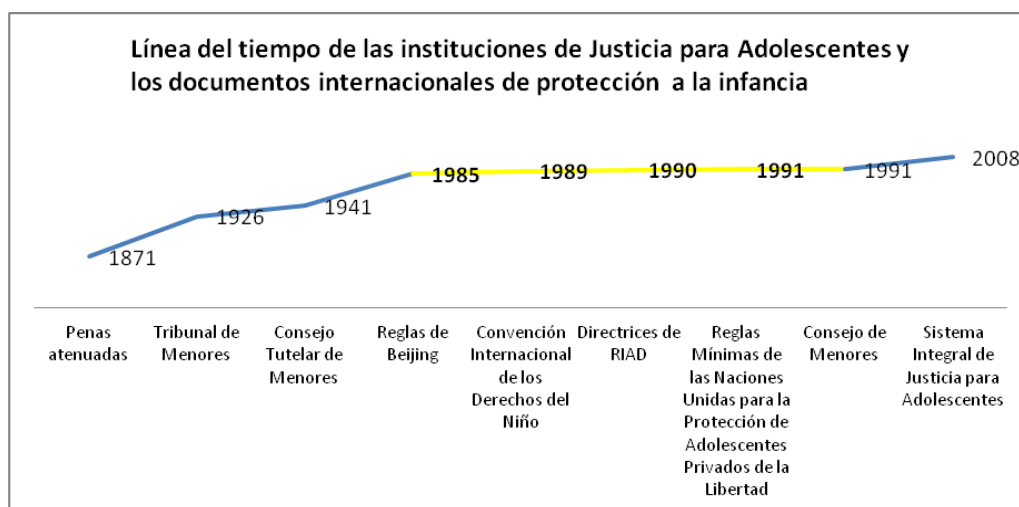 Línea del tiempo de las instituciones de Justicia para Adolescentes y
los documentos internacionales de protección a la infancia
1871
1926
1941
1985
1989
1990
1991
1991
2008
Penas
atenuadas
Tribunal de
Menores
Consejo
Tutelar de
Menores
Reglas de
Beijing
Convención
Internacional
de los
Derechos del
Niño
Directrices de
RIAD
Reglas
Mínimas de
las Naciones
Unidas para la
Protección de
Adolescentes
Privados de la
Libertad
Consejo de
Menores
Sistema
Integral de
Justicia para
Adolescentes